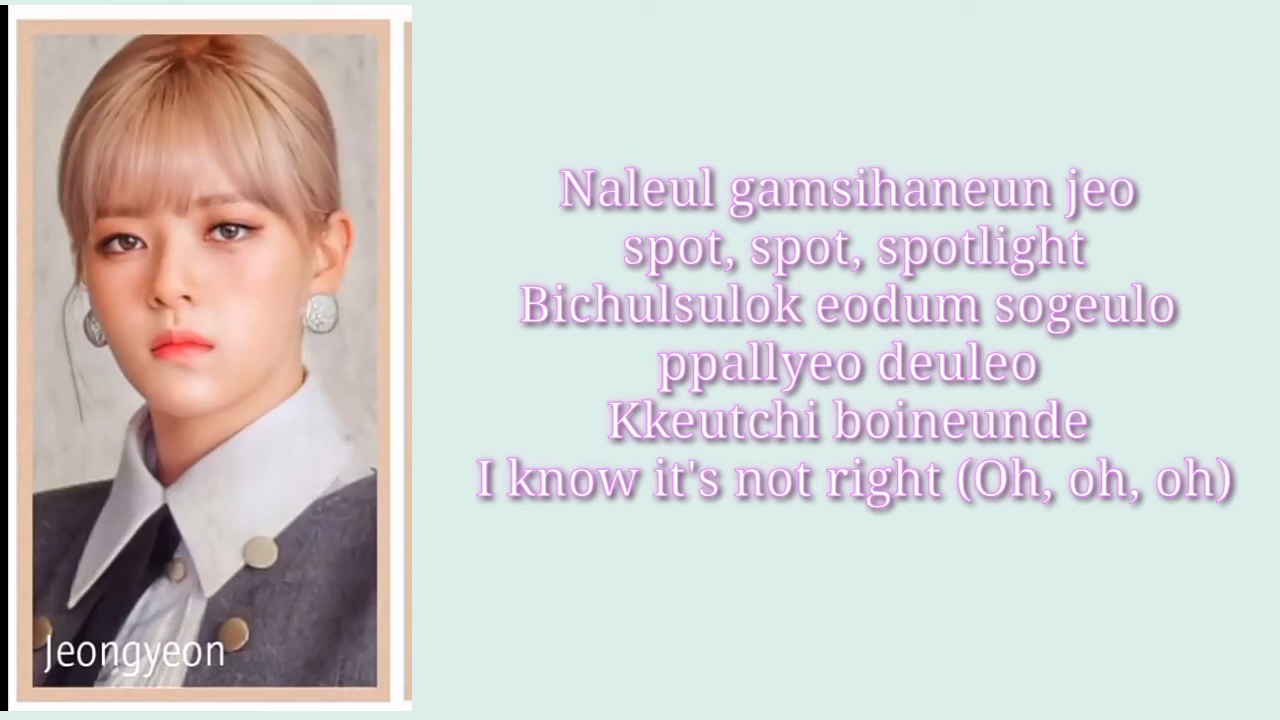 Jeongyeon
Naleul gamsihaneun jeo
spot, spot, spotlight
Bichulsulok eodum sogeulo
ppallyeo deuleo
Kkeutchi boineunde
I know it's not right (Oh, oh, oh)